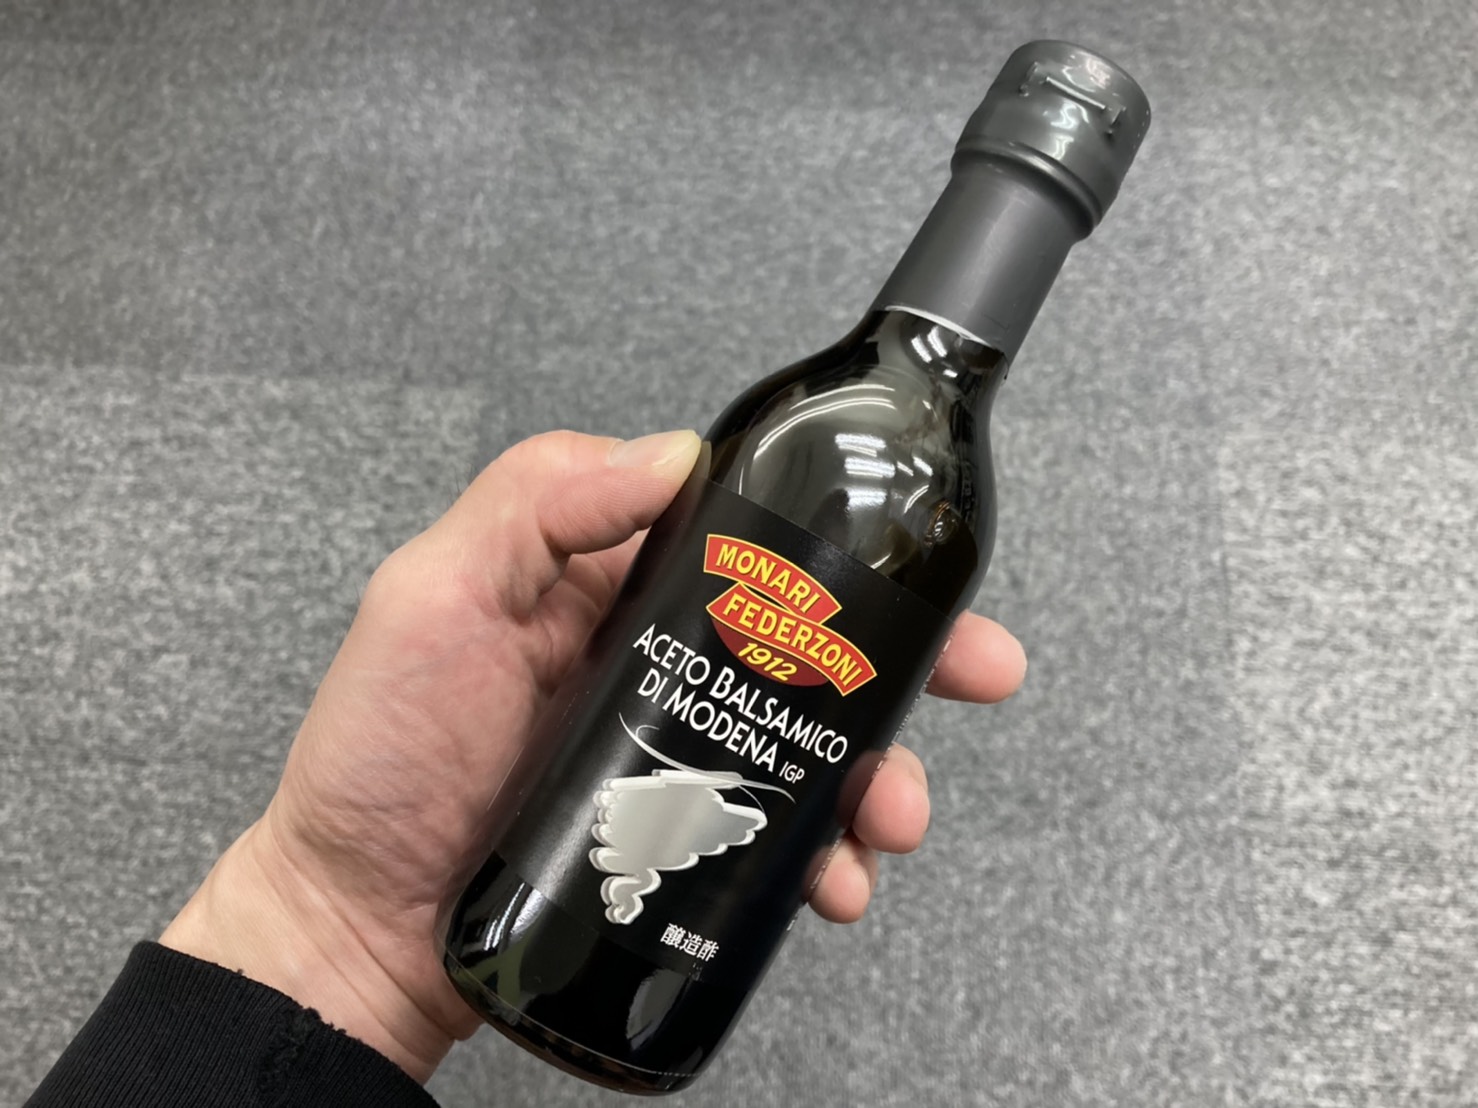 MONARI
FEDERZONI
1912
ACETO BALSAMICO
DI MODENA IGP
醸造酢